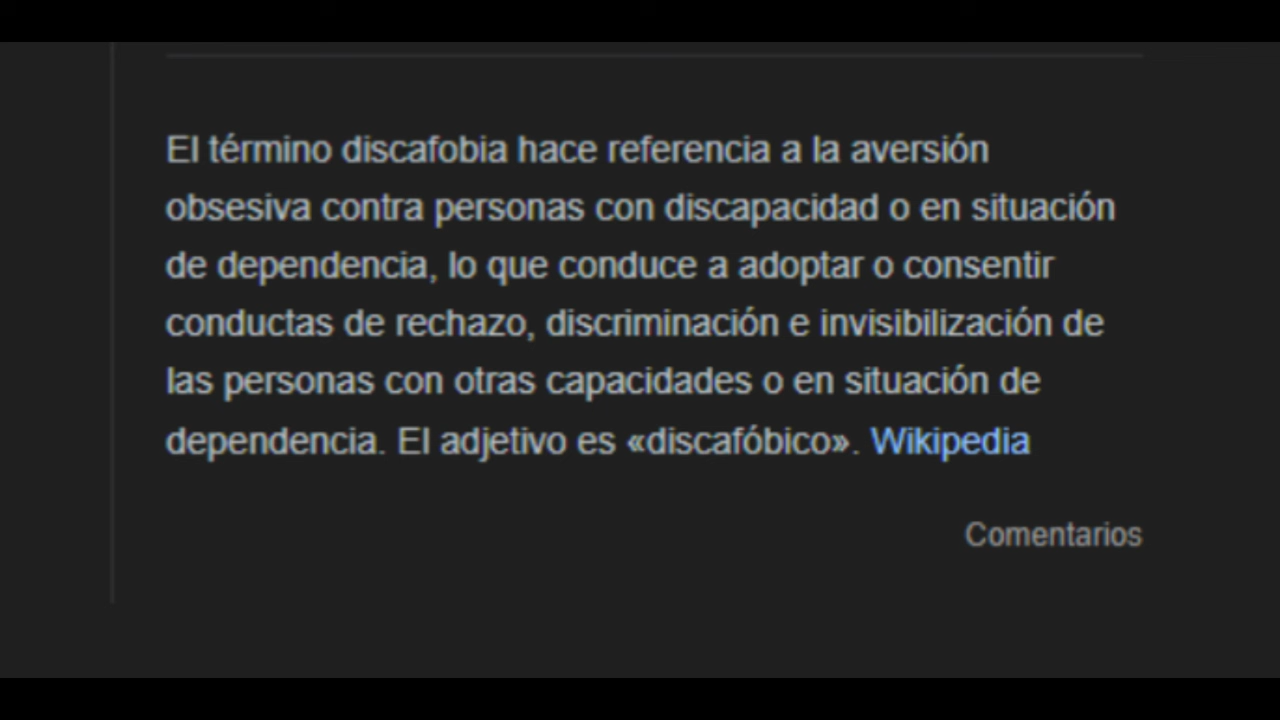 El término discafobia hace referencia a la aversión
obsesiva contra personas con discapacidad o en situación
de dependencia, lo que conduce a adoptar o consentir
conductas de rechazo, discriminación e invisibilización de
las personas con otras capacidades o en situación de
dependencia. El adjetivo es «discafóbico». Wikipedia
Comentarios